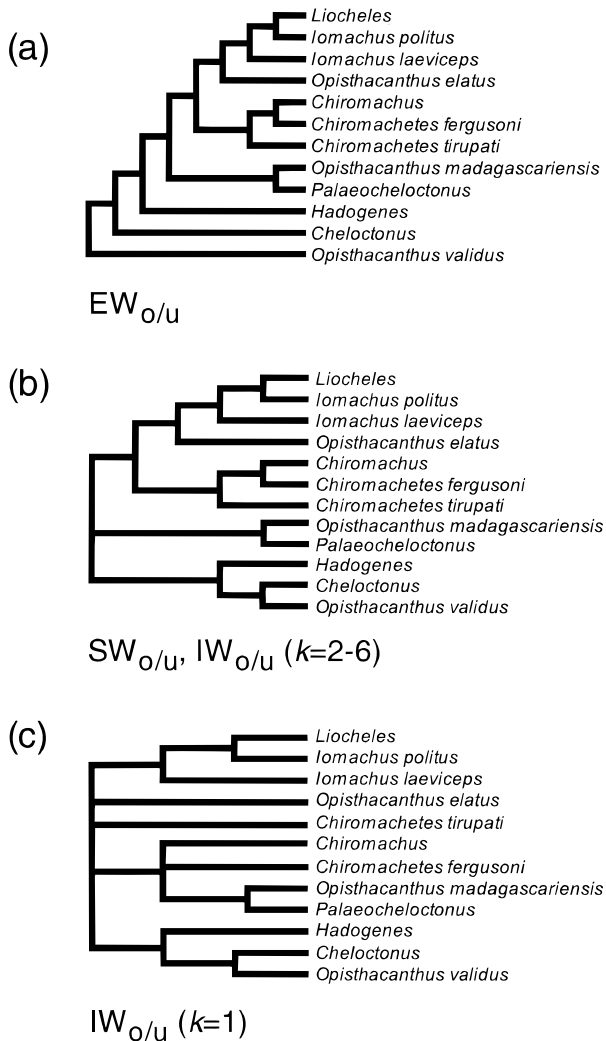 (a)
Liocheles
Iomachus politus
Iomachus laeviceps
Opisthacanthus elatus
Chiromachus
Chiromachetes fergusoni
Chiromachetes tirupati
Opisthacanthus madagascariensis
Palaeocheloctonus
Hadogenes
Cheloctonus
Opisthacanthus validus
EWo/u
(b)
Liocheles
Iomachus politus
Iomachus laeviceps
Opisthacanthus elatus
Chiromachus
Chiromachetes fergusoni
Chiromachetes tirupati
Opisthacanthus madagascariensis
Palaeocheloctonus
Hadogenes
Cheloctonus
Opisthacanthus validus
SWo/u, IWo/u (k=2-6)
(c)
Liocheles
Iomachus politus
Iomachus laeviceps
Opisthacanthus elatus
Chiromachetes tirupati
Chiromachus
Chiromachetes fergusoni
Opisthacanthus madagascariensis
Palaeocheloctonus
Hadogenes
Cheloctonus
Opisthacanthus validus
IWo/u (k=1)